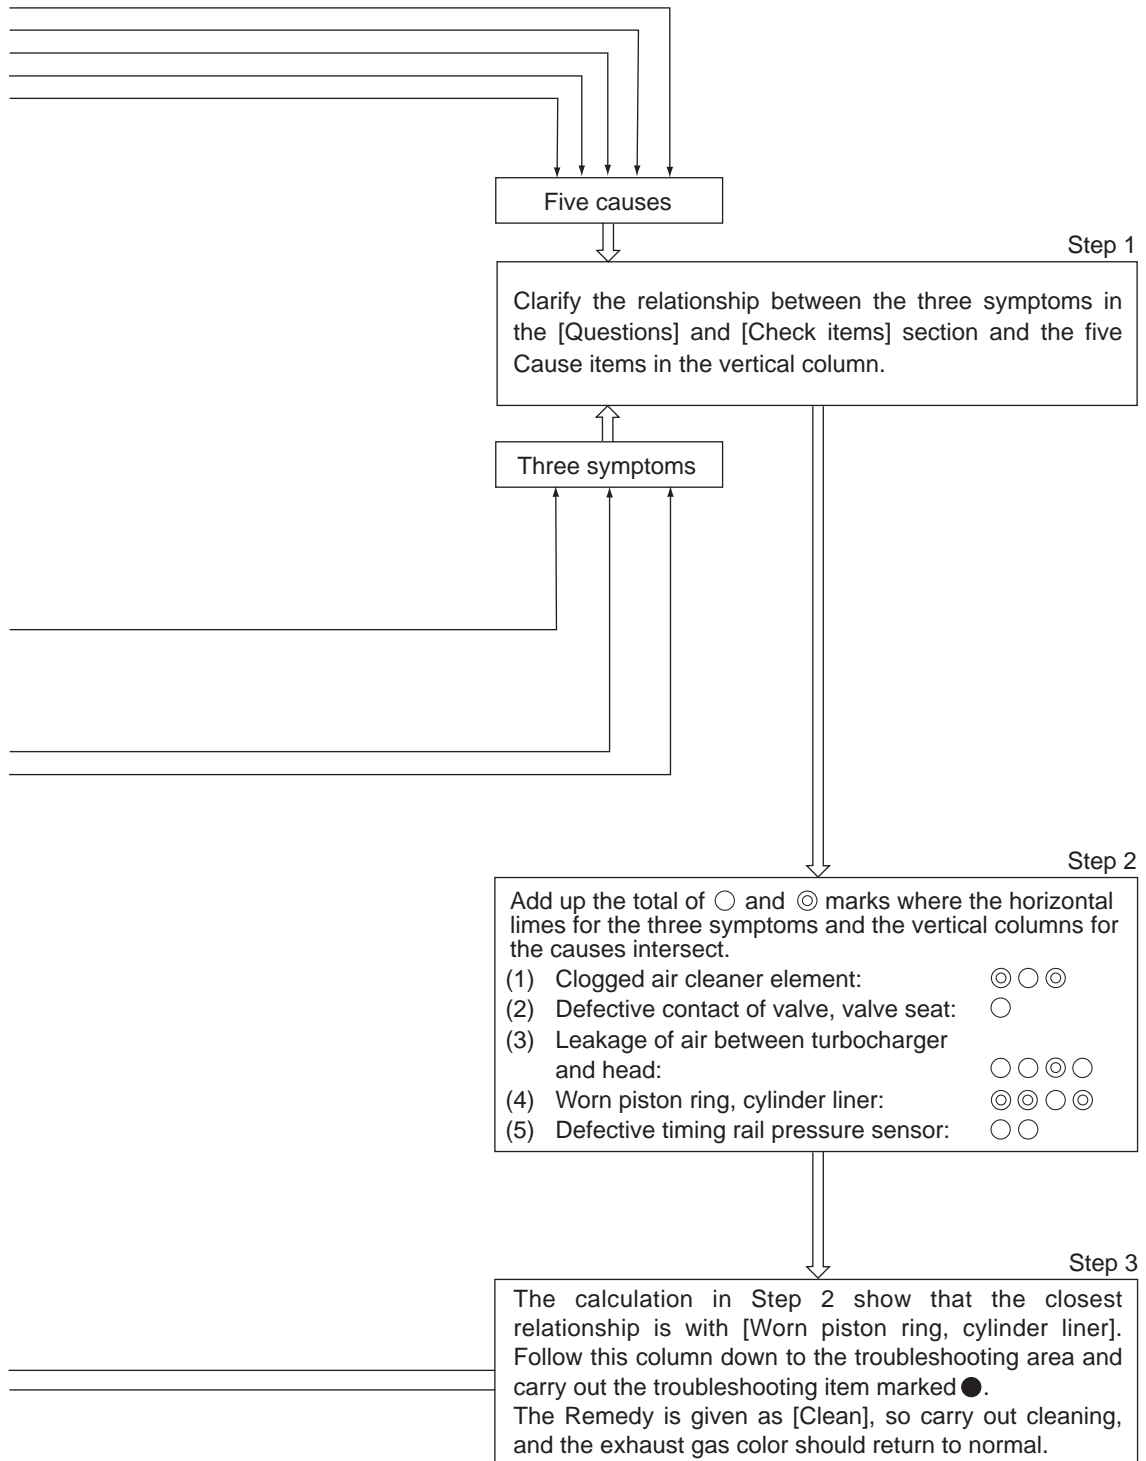 Five causes
Step 1
Clarify the relationship between the three symptoms in
the [Questions] and [Check items] section and the five
Cause items in the vertical column.
Three symptoms
Step 2
Add up the total of ○ and ◎ marks where the horizontal
limes for the three symptoms and the vertical columns for
the causes intersect.
(1) Clogged air cleaner element: ◎○◎
(2) Defective contact of valve, valve seat: ○
(3) Leakage of air between turbocharger
and head: ○○◎○
(4) Worn piston ring, cylinder liner: ◎◎○◎
(5) Defective timing rail pressure sensor: ○○
Step 3
The calculation in Step 2 show that the closest
relationship is with [Worn piston ring, cylinder liner].
Follow this column down to the troubleshooting area and
carry out the troubleshooting item marked ●.
The Remedy is given as [Clean], so carry out cleaning,
and the exhaust gas color should return to normal.